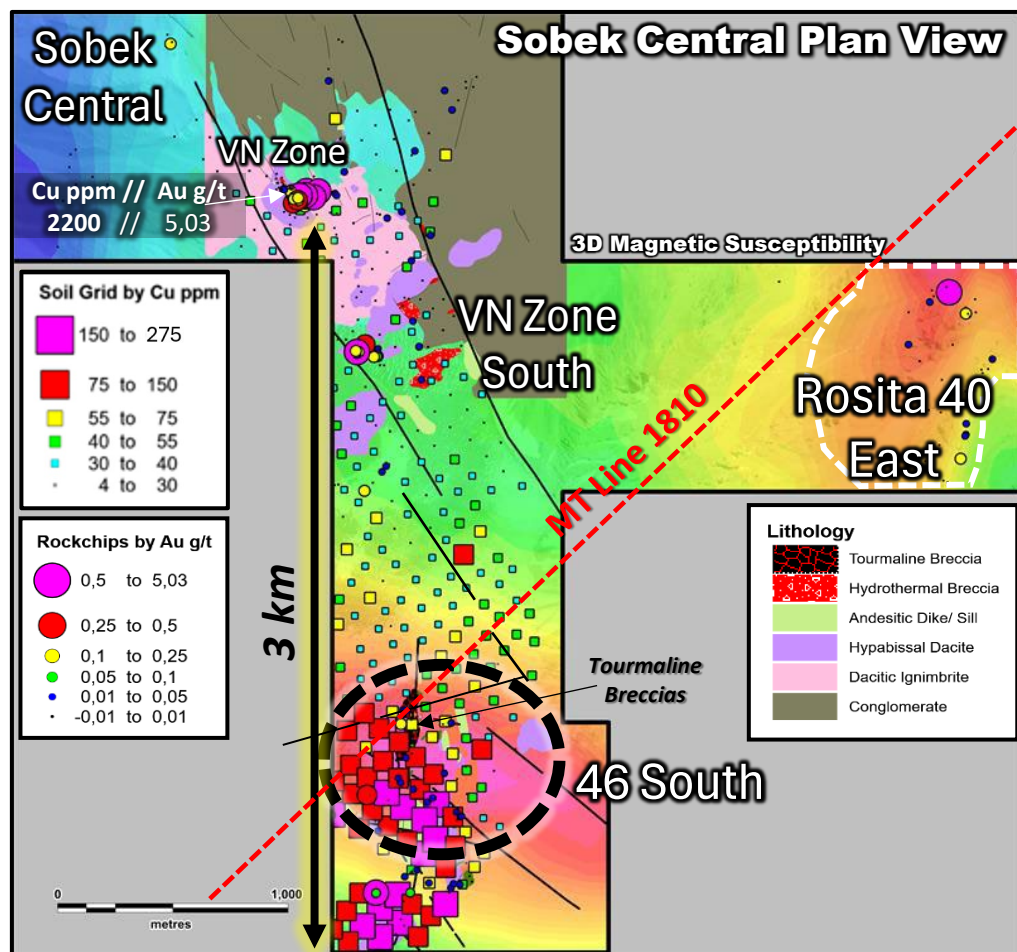 Sobek Central Plan View
Sobek
Central
VN Zone
Cu ppm // Au g/t
2200 // 5,03
3D Magnetic Susceptibility
Soil Grid by Cu ppm
150 to 275
75 to 150
55 to 75
40 to 55
30 to 40
4 to 30
VN Zone
South
Rosita 40
East
MT Line 1810
Rockchips by Au g/t
0,5 to 5,03
0,25 to 0,5
0,1 to 0,25
0,05 to 0,1
0,01 to 0,05
-0,01 to 0,01
3 km
Lithology
Tourmaline Breccia
Hydrothermal Breccia
Andesitic Dike/ Sill
Hypabissal Dacite
Dacitic Ignimbrite
Conglomerate
Tourmaline
Breccias
46 South
0 1,000
metres